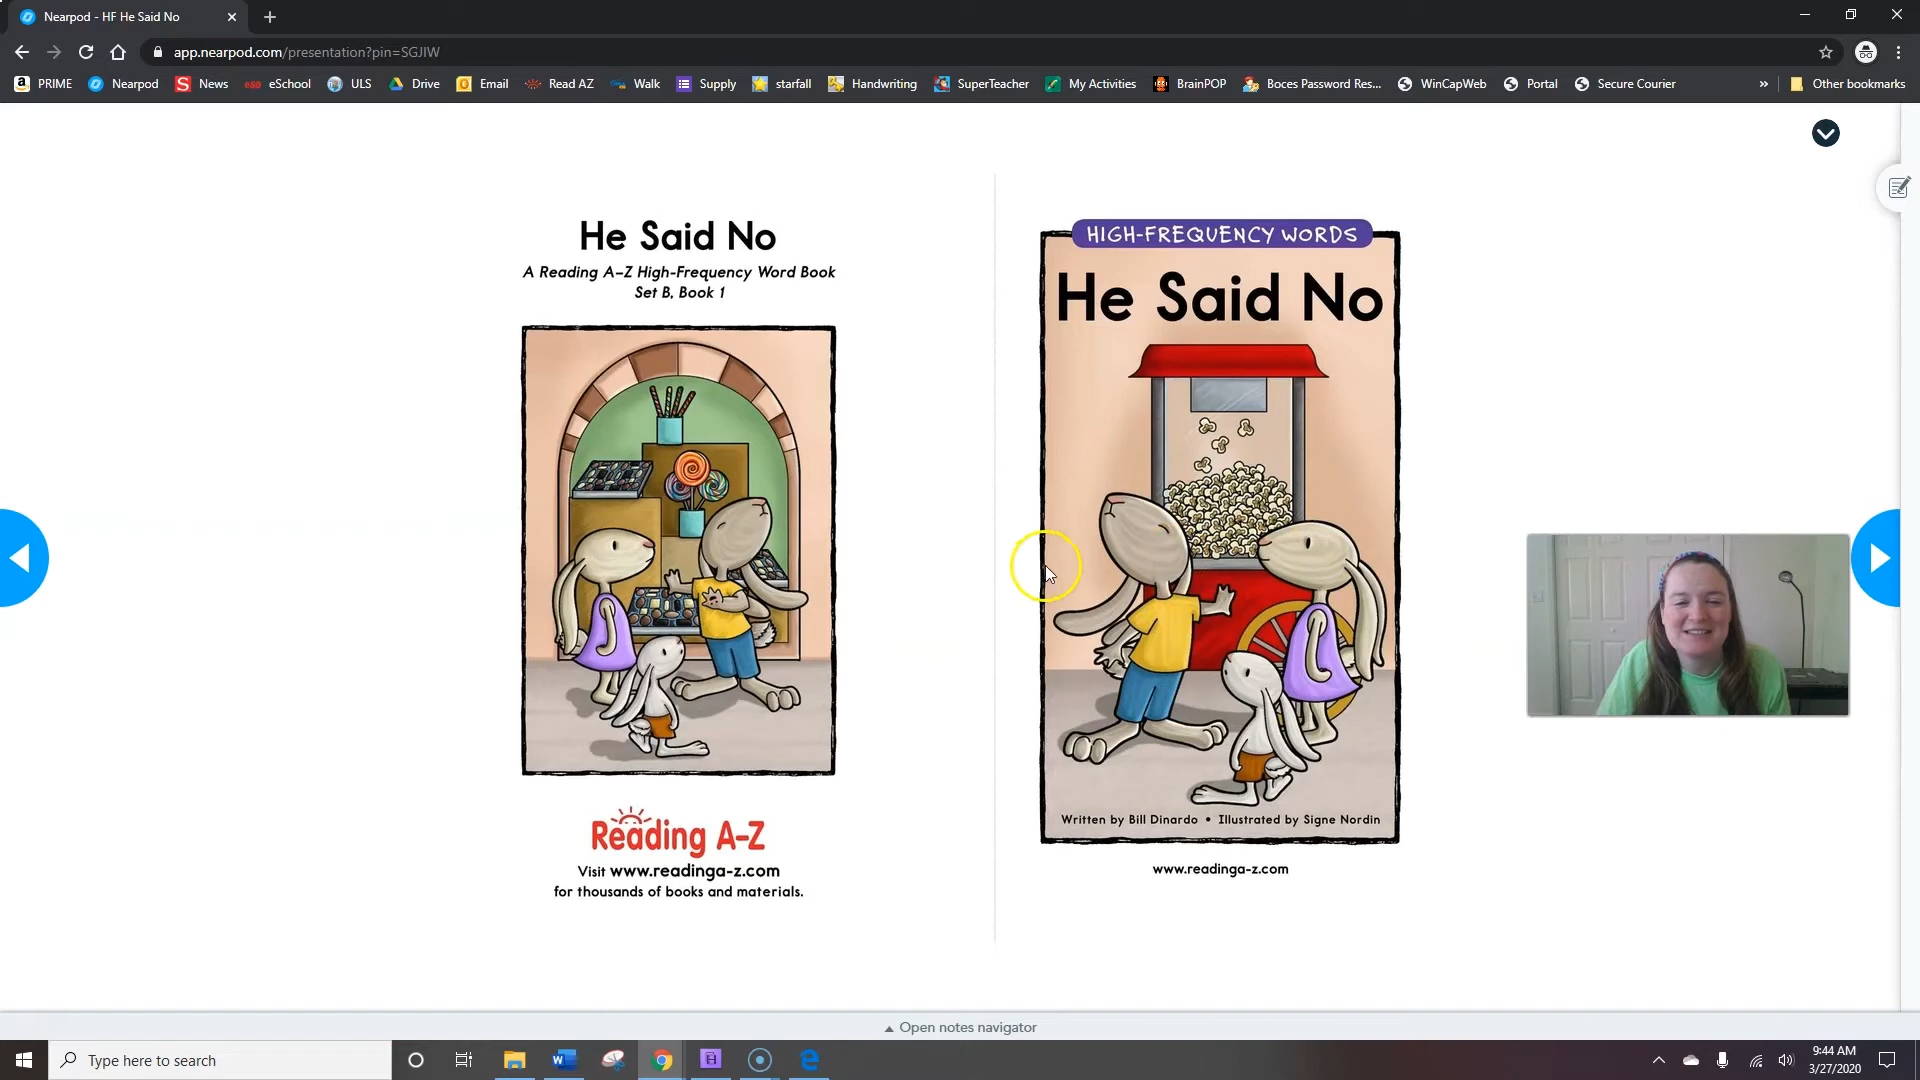 Nearpod - HF He Said No
app.nearpod.com/presentation?pin=SGJIW
PRIME Nearpod News eSchool ULS Drive Email Read AZ Walk Supply starfall Handwriting SuperTeacher My Activities BrainPOP Boces Password Res... WinCapWeb Portal Secure Courier » Other bookmarks
He Said No
A Reading A–Z High-Frequency Word Book
Set B, Book 1
Reading A–Z
Visit www.readinga-z.com
for thousands of books and materials.
HIGH-FREQUENCY WORDS
He Said No
Written by Bill Dinardo • Illustrated by Signe Nordin
www.readinga-z.com
Open notes navigator
Type here to search
9:44 AM
3/27/2020